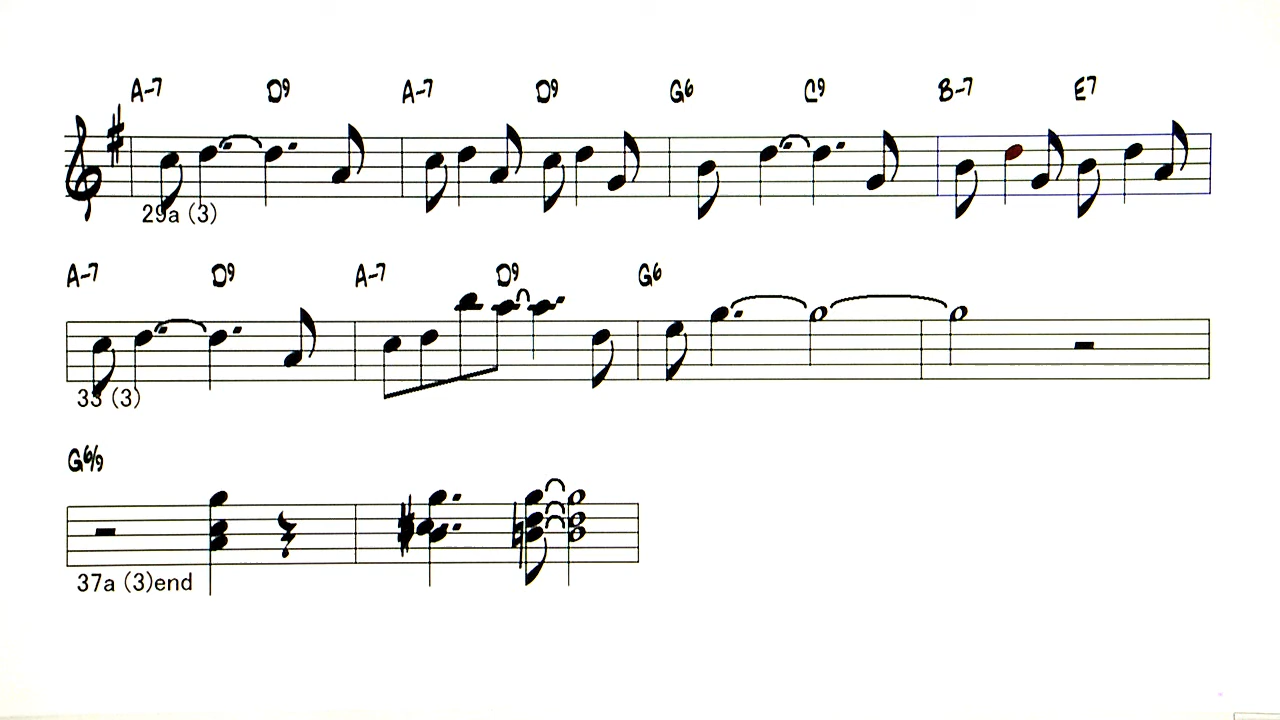 A-7 D9 A-7 D9 G6 C9 B-7 E7
29a (3)
A-7 D9 A-7 D9 G6
33 (3)
G6/9
37a (3)end